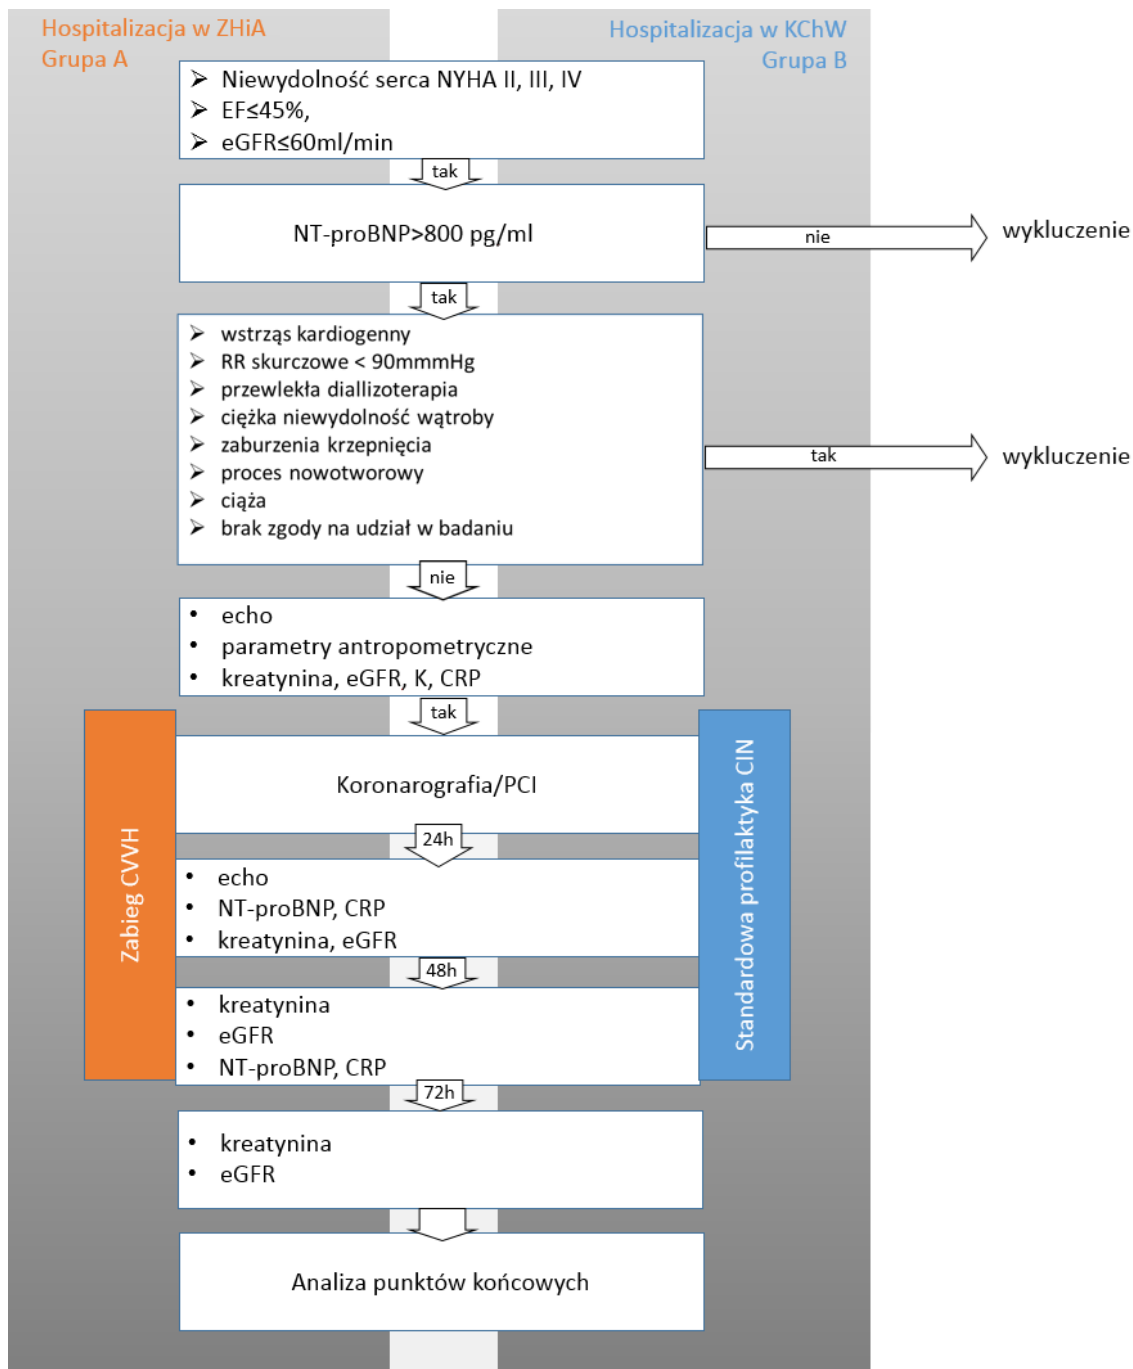 Hospitalizacja w ZHiA
Grupa A
Hospitalizacja w KChW
Grupa B
➢ Niewydolność serca NYHA II, III, IV
➢ EF≤45%,
➢ eGFR≤60ml/min
tak
NT-proBNP>800 pg/ml
nie
wykluczenie
tak
➢ wstrząs kardiogenny
➢ RR skurczowe < 90mmmHg
➢ przewlekła diallizoterapia
➢ ciężka niewydolność wątroby
➢ zaburzenia krzepnięcia
➢ proces nowotworowy
➢ ciąża
➢ brak zgody na udział w badaniu
tak
wykluczenie
nie
• echo
• parametry antropometryczne
• kreatynina, eGFR, K, CRP
tak
Zabieg CVVH
Standardowa profilaktyka CIN
Koronarografia/PCI
24h
• echo
• NT-proBNP, CRP
• kreatynina, eGFR
48h
• kreatynina
• eGFR
• NT-proBNP, CRP
72h
• kreatynina
• eGFR
Analiza punktów końcowych